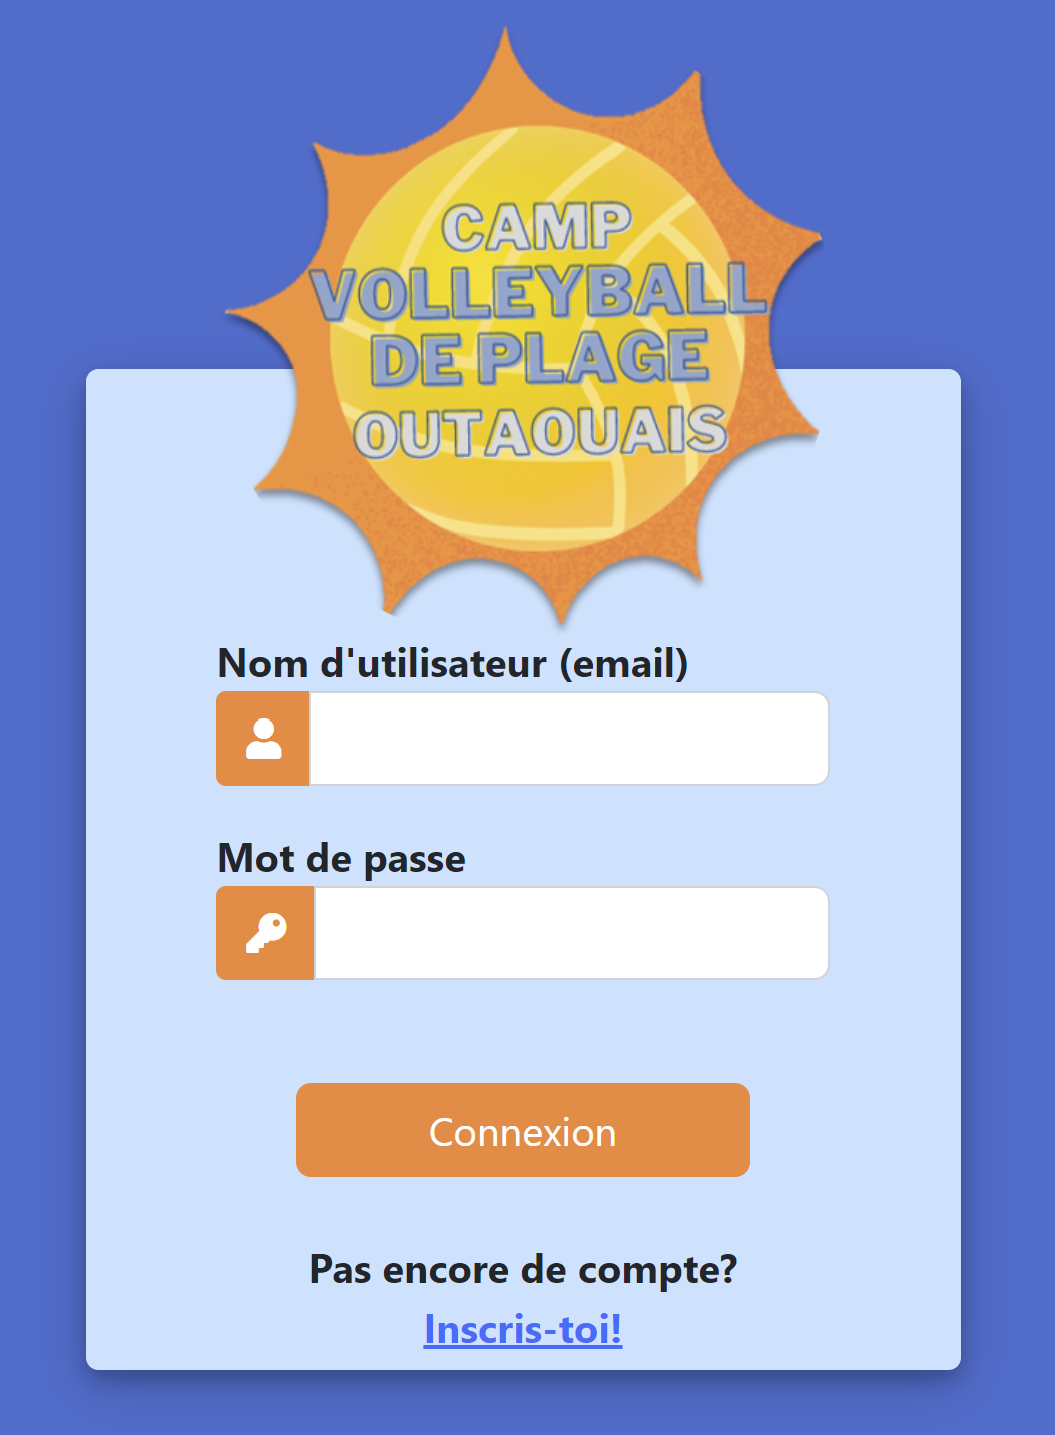 CAMP
VOLLEYBALL
DE PLAGE
OUTAOUAIS
Nom d'utilisateur (email)
Mot de passe
Connexion
Pas encore de compte?
Inscris-toi!